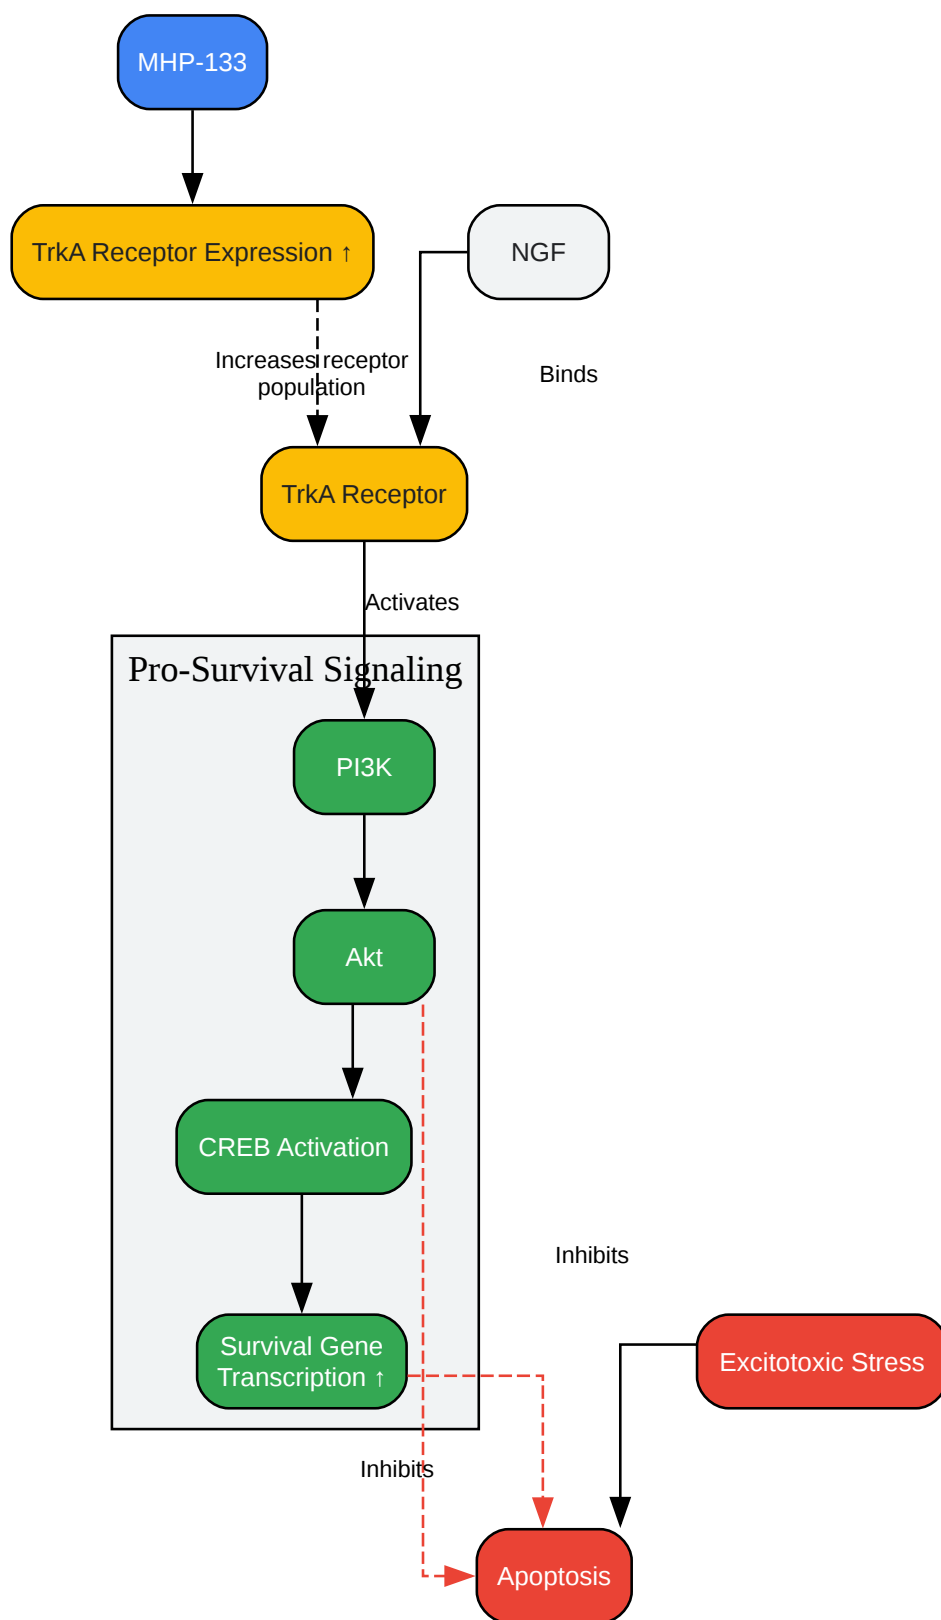 MHP-133
TrkA Receptor Expression ↑
NGF
Increases receptor
population
Binds
TrkA Receptor
Activates
Pro-Survival Signaling
PI3K
Akt
CREB Activation
Inhibits
Survival Gene
Transcription ↑
Excitotoxic Stress
Inhibits
Apoptosis